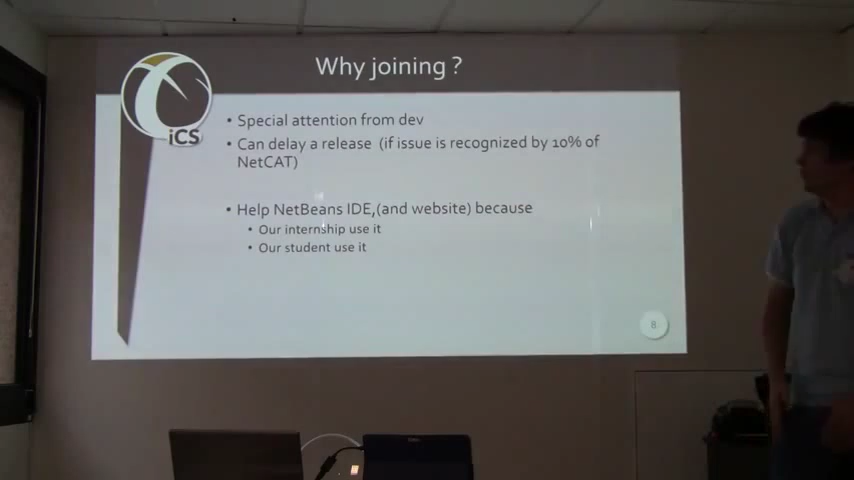 Why joining ?
iCS
• Special attention from dev
• Can delay a release (if issue is recognized by 10% of
NetCAT)
• Help NetBeans IDE,(and website) because
• Our internship use it
• Our student use it
8